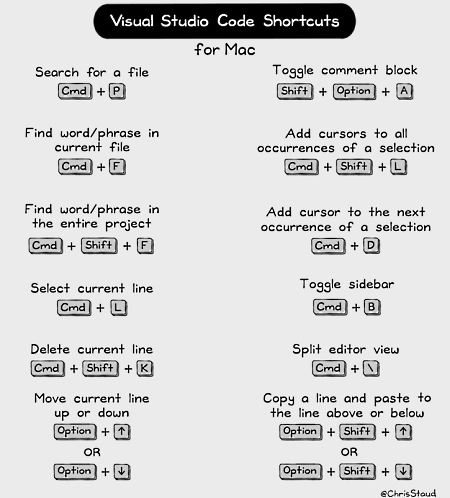 Visual Studio Code Shortcuts
for Mac
Search for a file
Cmd + P
Find word/phrase in
current file
Cmd + F
Find word/phrase in
the entire project
Cmd + Shift + F
Select current line
Cmd + L
Delete current line
Cmd + Shift + K
Move current line
up or down
Option + ↑
OR
Option + ↓
Toggle comment block
Shift + Option + A
Add cursors to all
occurrences of a selection
Cmd + Shift + L
Add cursor to the next
occurrence of a selection
Cmd + D
Toggle sidebar
Cmd + B
Split editor view
Cmd + \
Copy a line and paste to
the line above or below
Option + Shift + ↑
OR
Option + Shift + ↓
@ChrisStaud